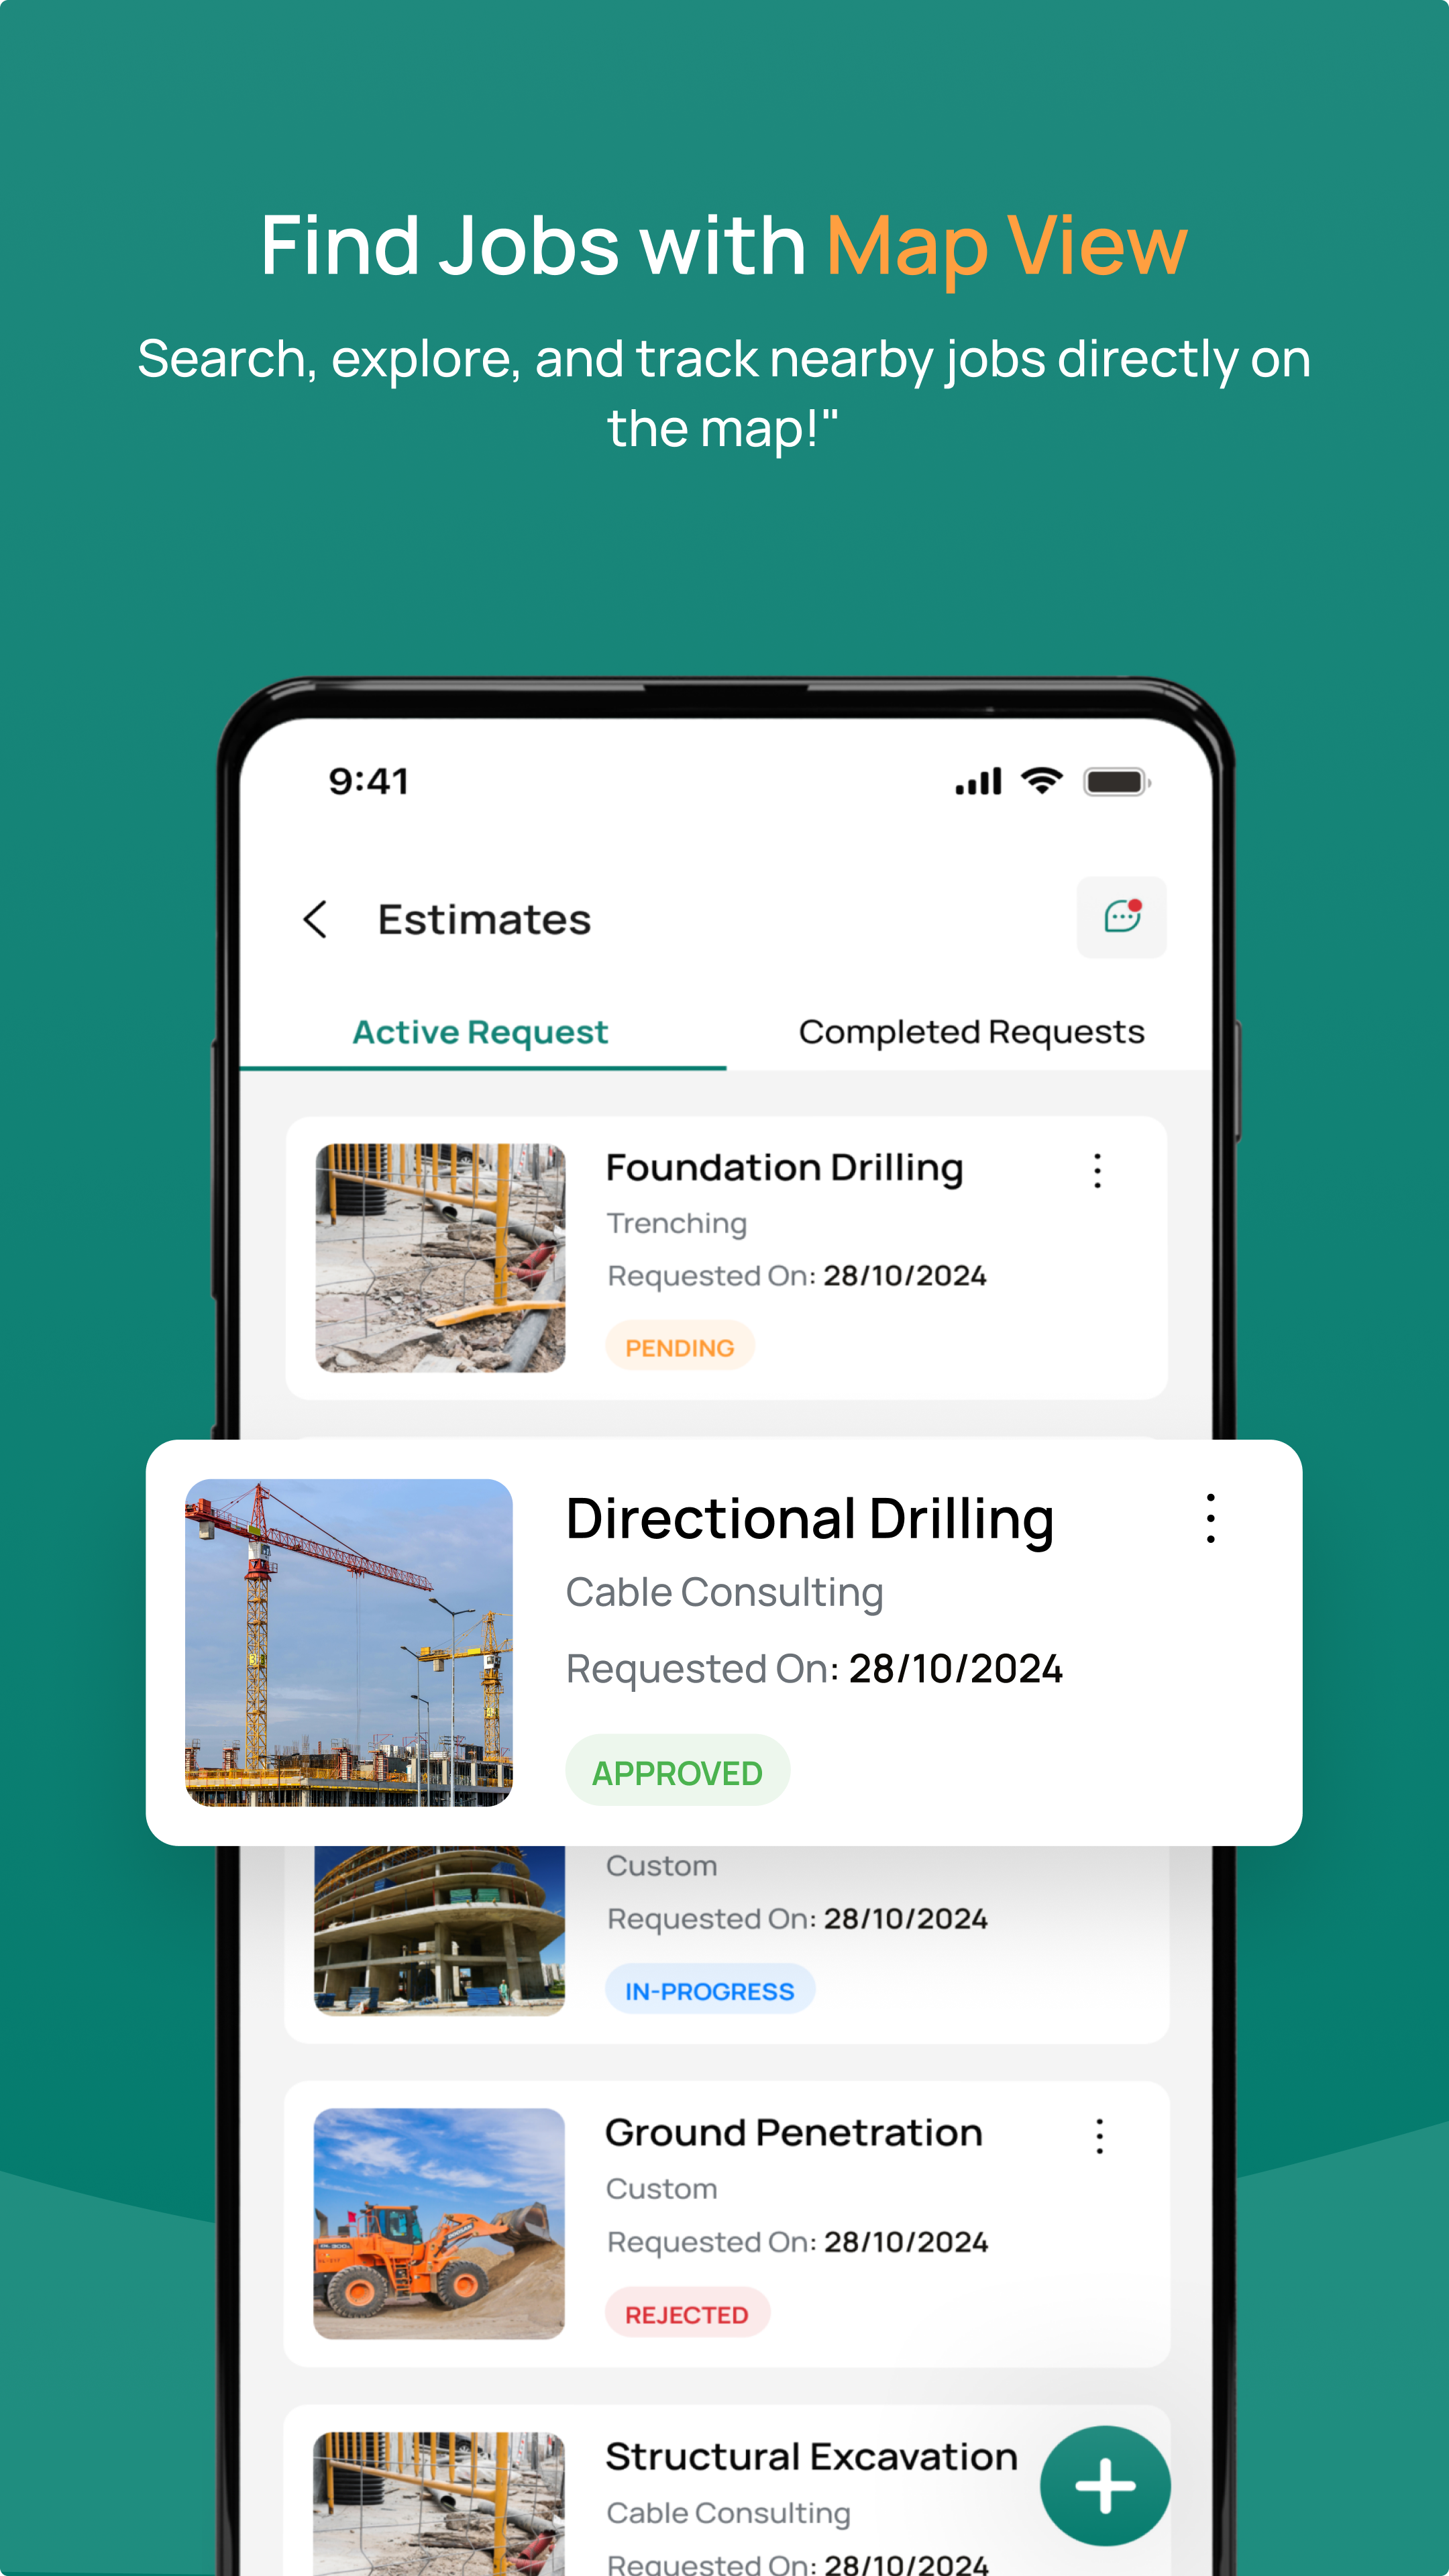 Find Jobs with Map View
Search, explore, and track nearby jobs directly on
the map!"
9:41
Estimates
Active Request
Completed Requests
Foundation Drilling
Trenching
Requested On: 28/10/2024
PENDING
Directional Drilling
Cable Consulting
Requested On: 28/10/2024
APPROVED
Custom
Requested On: 28/10/2024
IN-PROGRESS
Ground Penetration
Custom
Requested On: 28/10/2024
REJECTED
Structural Excavation
Cable Consulting
Requested On: 28/10/2024